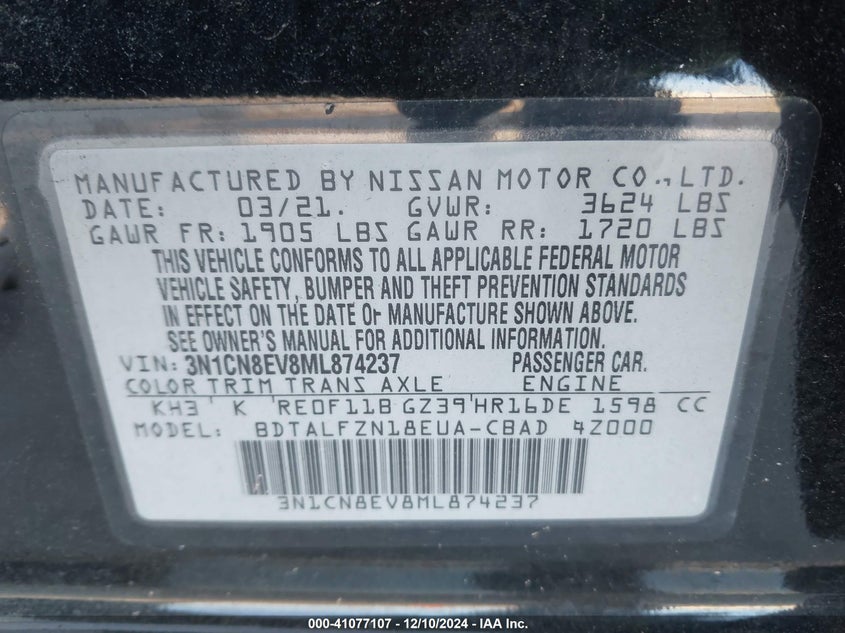 MANUFACTURED BY NISSAN MOTOR CO., LTD.
DATE: 03/21. GVWR: 3624 LBS
GAWR FR: 1905 LBS GAWR RR: 1720 LBS
THIS VEHICLE CONFORMS TO ALL APPLICABLE FEDERAL MOTOR
VEHICLE SAFETY, BUMPER AND THEFT PREVENTION STANDARDS
IN EFFECT ON THE DATE OF MANUFACTURE SHOWN ABOVE.
SEE OWNER'S MANUAL FOR ADDITIONAL INFORMATION.
VIN: 3N1CN8EV8ML874237 PASSENGER CAR.
COLOR TRIM TRANS AXLE ENGINE
KH3 K RE0F11B GZ39 HR16DE 1598 CC
MODEL: BDTALFZN18EUA-CBAD 4Z000
3N1CN8EV8ML874237
000-41077107 - 12/10/2024 - IAA Inc.